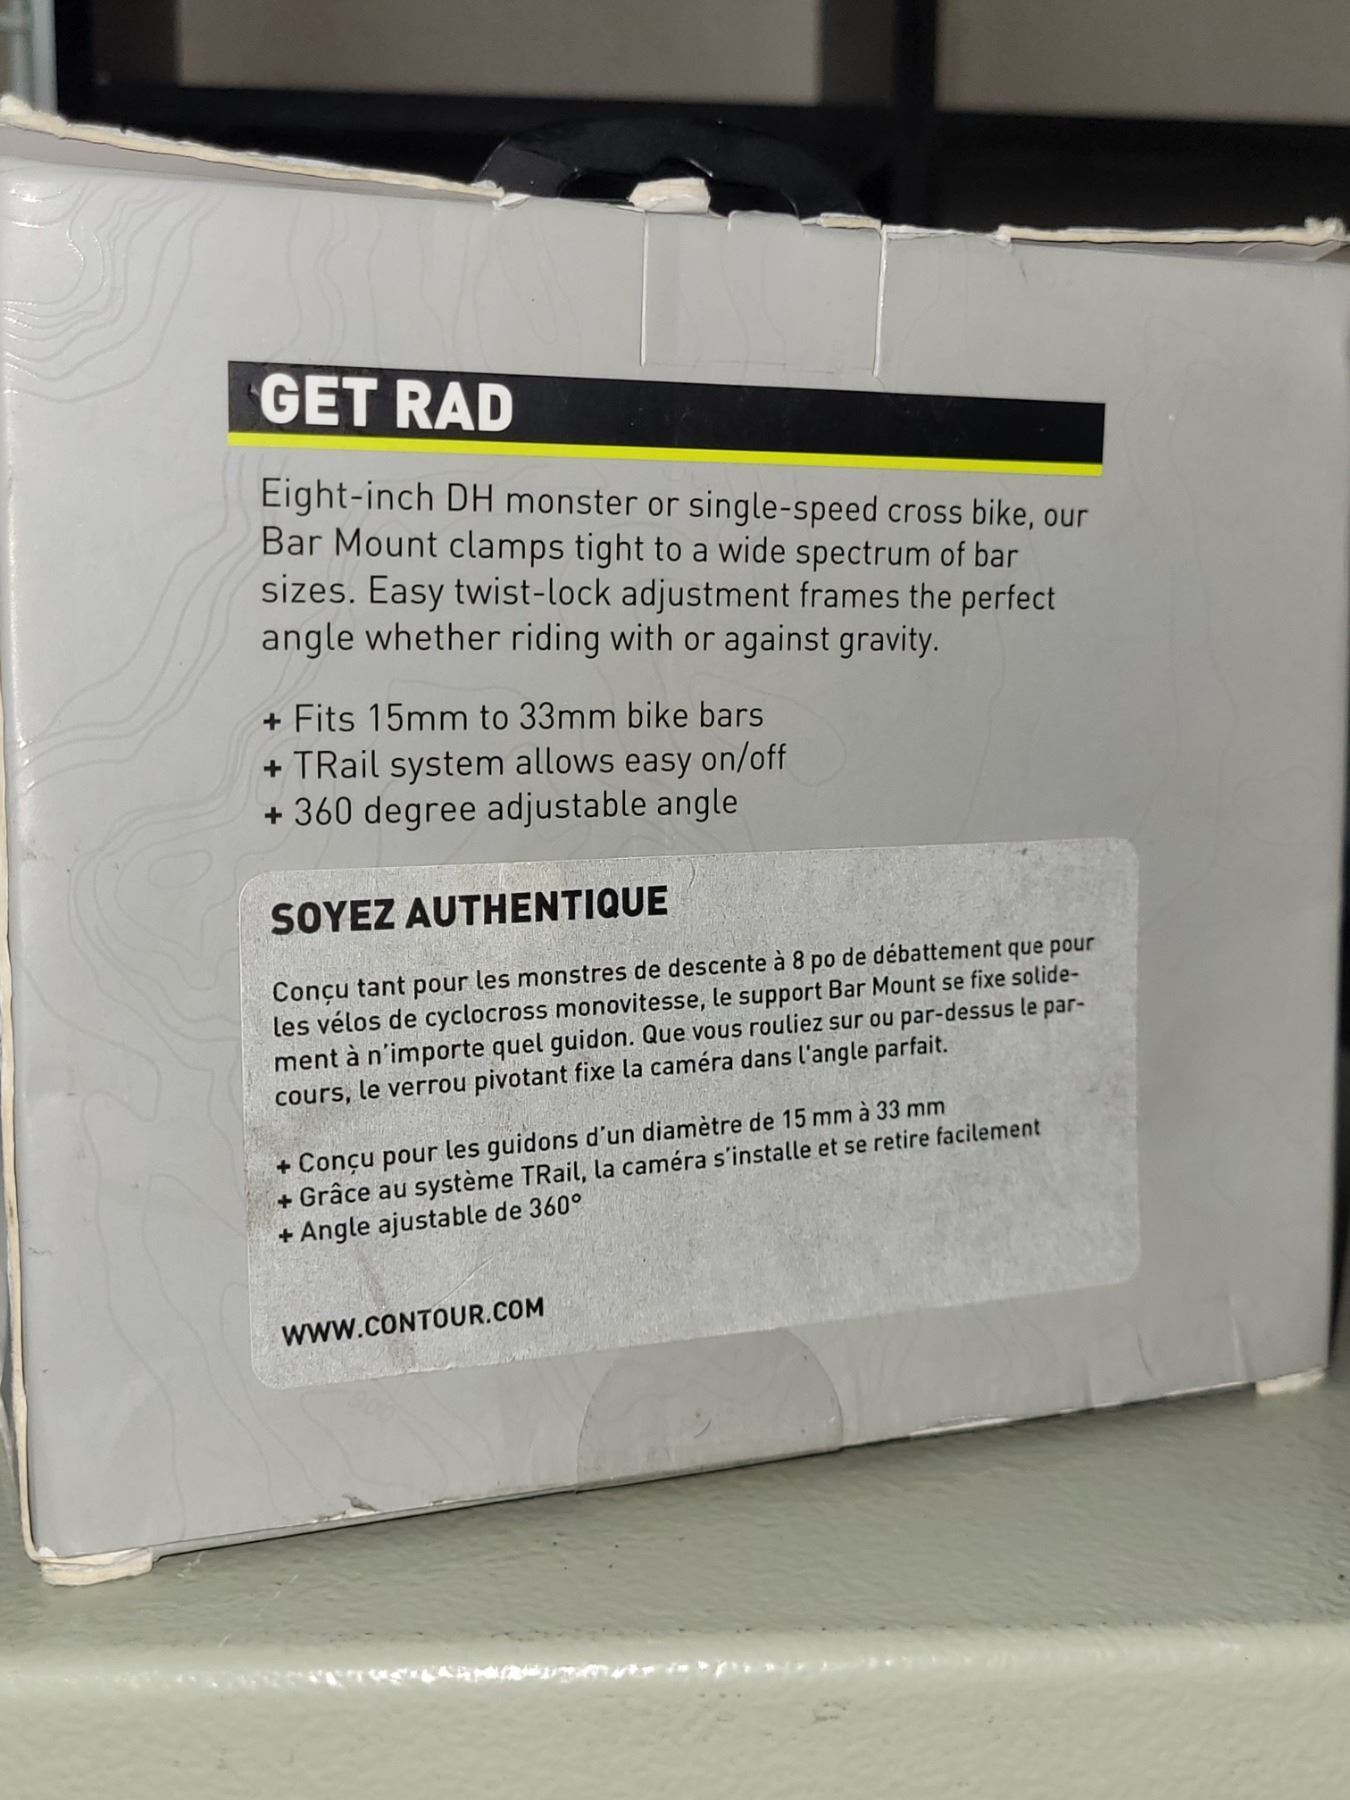 GET RAD
Eight-inch DH monster or single-speed cross bike, our
Bar Mount clamps tight to a wide spectrum of bar
sizes. Easy twist-lock adjustment frames the perfect
angle whether riding with or against gravity.
+ Fits 15mm to 33mm bike bars
+ TRail system allows easy on/off
+ 360 degree adjustable angle
SOYEZ AUTHENTIQUE
Conçu tant pour les monstres de descente à 8 po de débattement que pour
les vélos de cyclocross monovitesse, le support Bar Mount se fixe solide-
ment à n'importe quel guidon. Que vous rouliez sur ou par-dessus le par-
cours, le verrou pivotant fixe la caméra dans l'angle parfait.
+ Conçu pour les guidons d'un diamètre de 15 mm à 33 mm
+ Grâce au système TRail, la caméra s'installe et se retire facilement
+ Angle ajustable de 360°
WWW.CONTOUR.COM